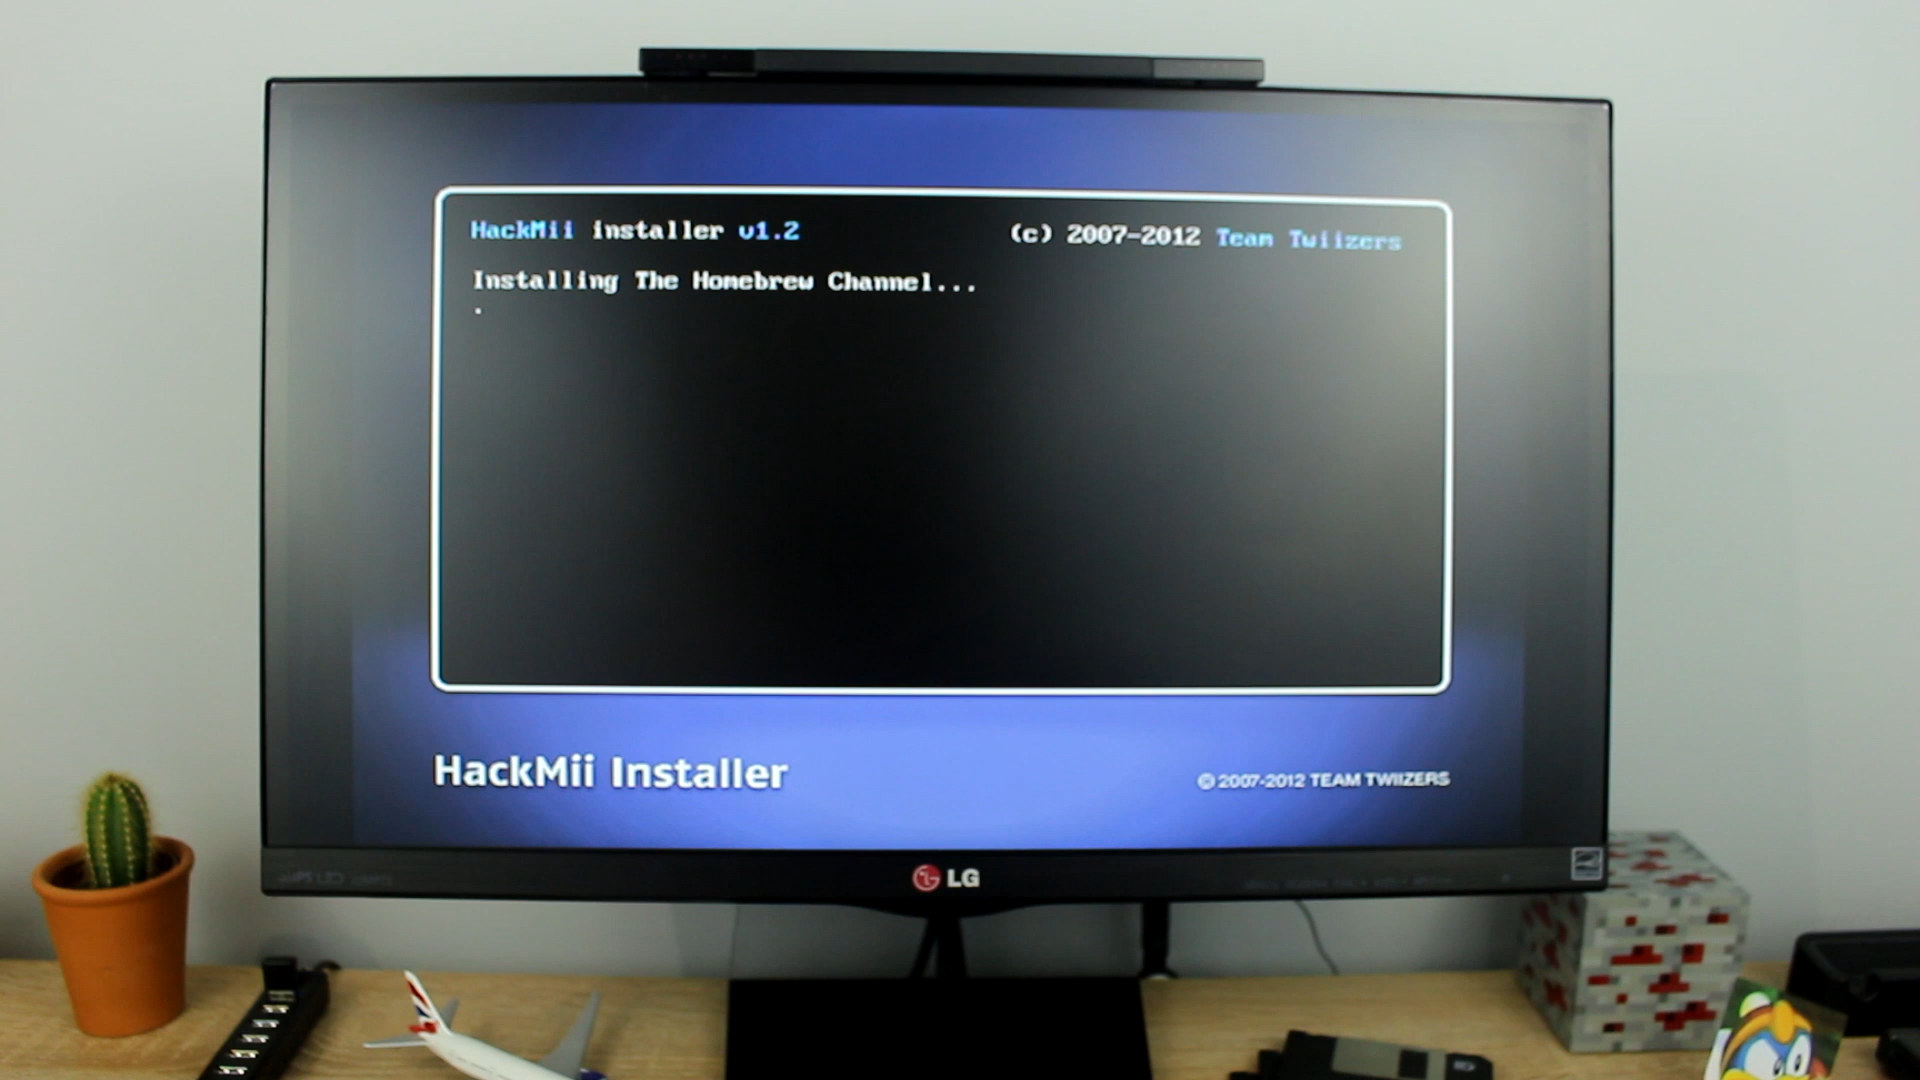 HackMii installer v1.2 (c) 2007-2012 Team Twiizers
Installing The Homebrew Channel...
.
HackMii Installer
© 2007-2012 TEAM TWIIZERS
LG